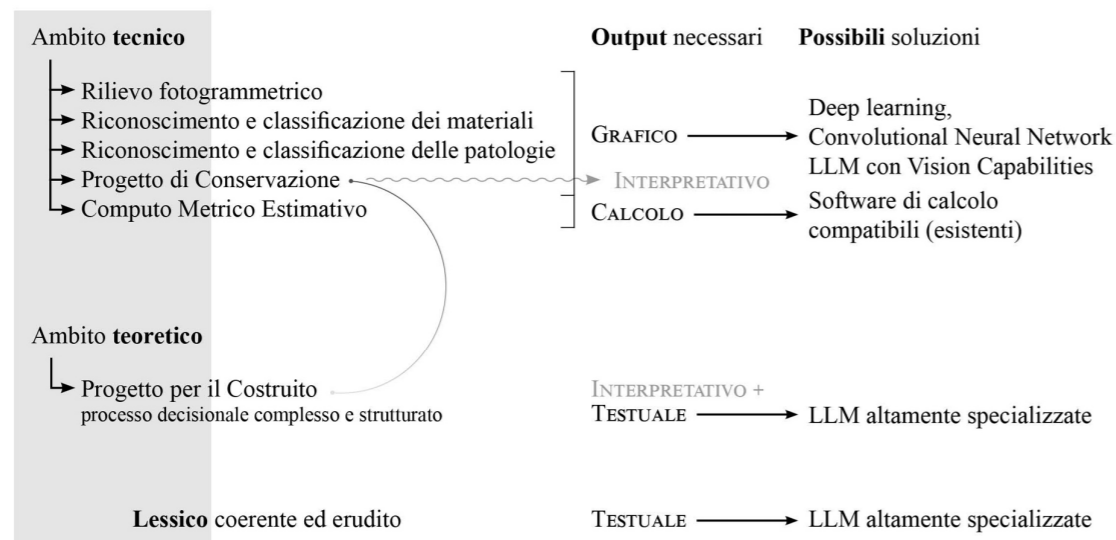 Ambito tecnico
Output necessari
Possibili soluzioni
Rilievo fotogrammetrico
Riconoscimento e classificazione dei materiali
Riconoscimento e classificazione delle patologie
Progetto di Conservazione
Computo Metrico Estimativo
GRAFICO
INTERPRETATIVO
CALCOLO
Deep learning,
Convolutional Neural Network
LLM con Vision Capabilities
Software di calcolo
compatibili (esistenti)
Ambito teoretico
Progetto per il Costruito
processo decisionale complesso e strutturato
INTERPRETATIVO +
TESTUALE
LLM altamente specializzate
Lessico coerente ed erudito
TESTUALE
LLM altamente specializzate